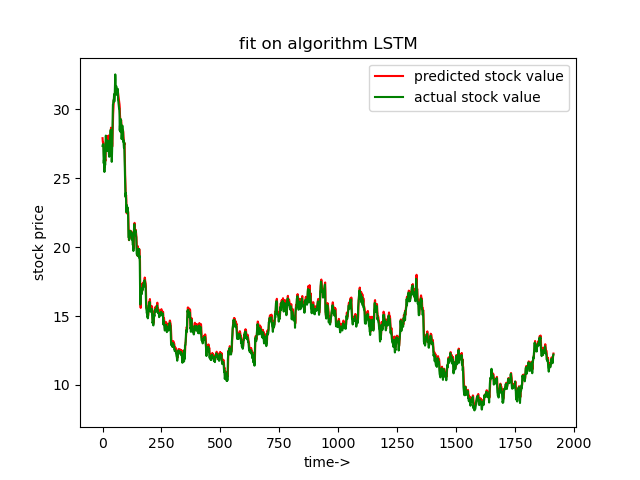 fit on algorithm LSTM
predicted stock value
actual stock value
30
25
20
15
10
stock price
0 250 500 750 1000 1250 1500 1750 2000
time->